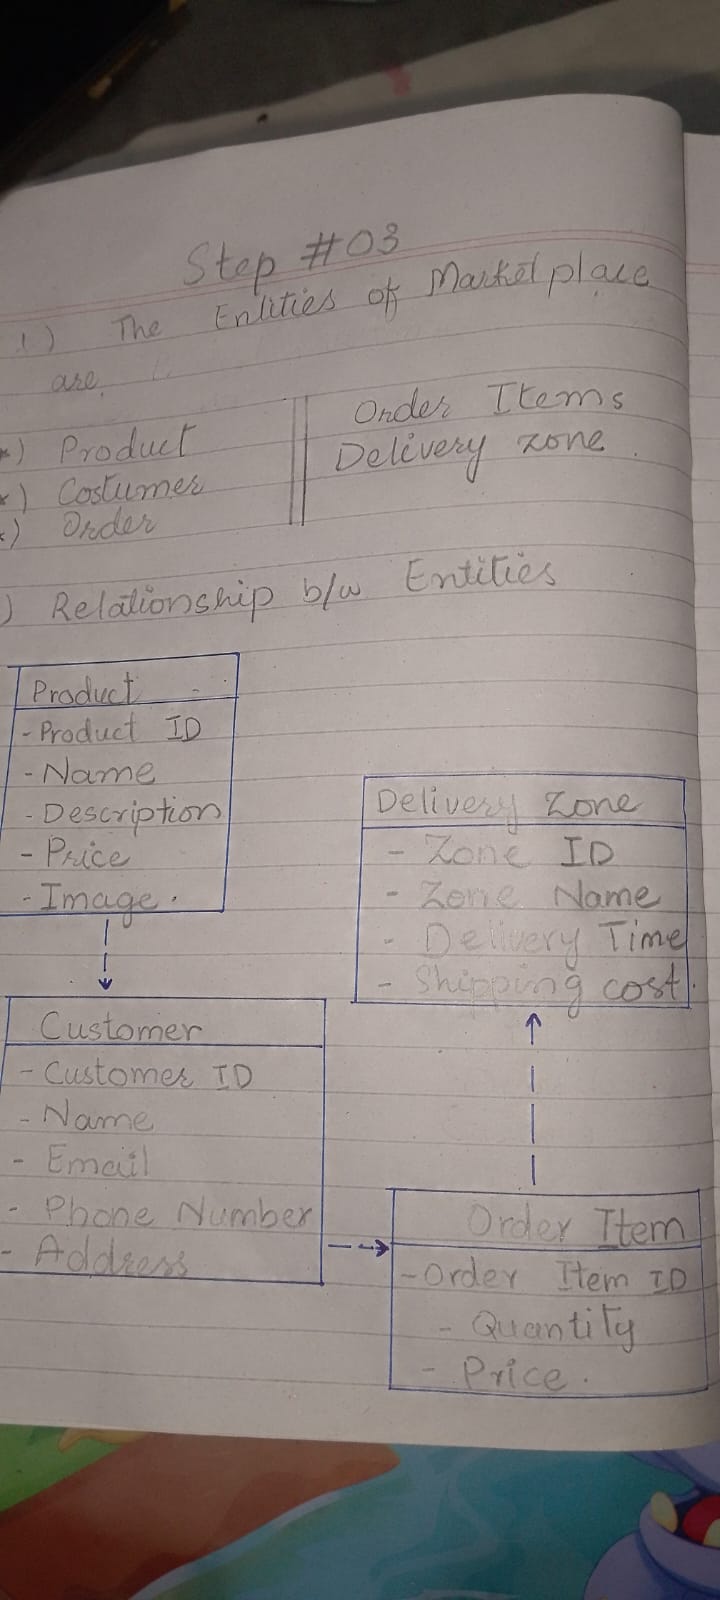 Step #03
1) The Entities of Marketplace
are,
*) Product
*) Costumer
*) Order
Order Items
Delivery zone.
) Relationship b/w Entities
Product
- Product ID
- Name
- Description
- Price
- Image.
Customer
- Customer ID
- Name
- Email
- Phone Number
- Address
Delivery Zone
- Zone ID
- Zone Name
- Delivery Time
- Shipping cost.
Order Item
- Order Item ID
- Quantity
- Price.